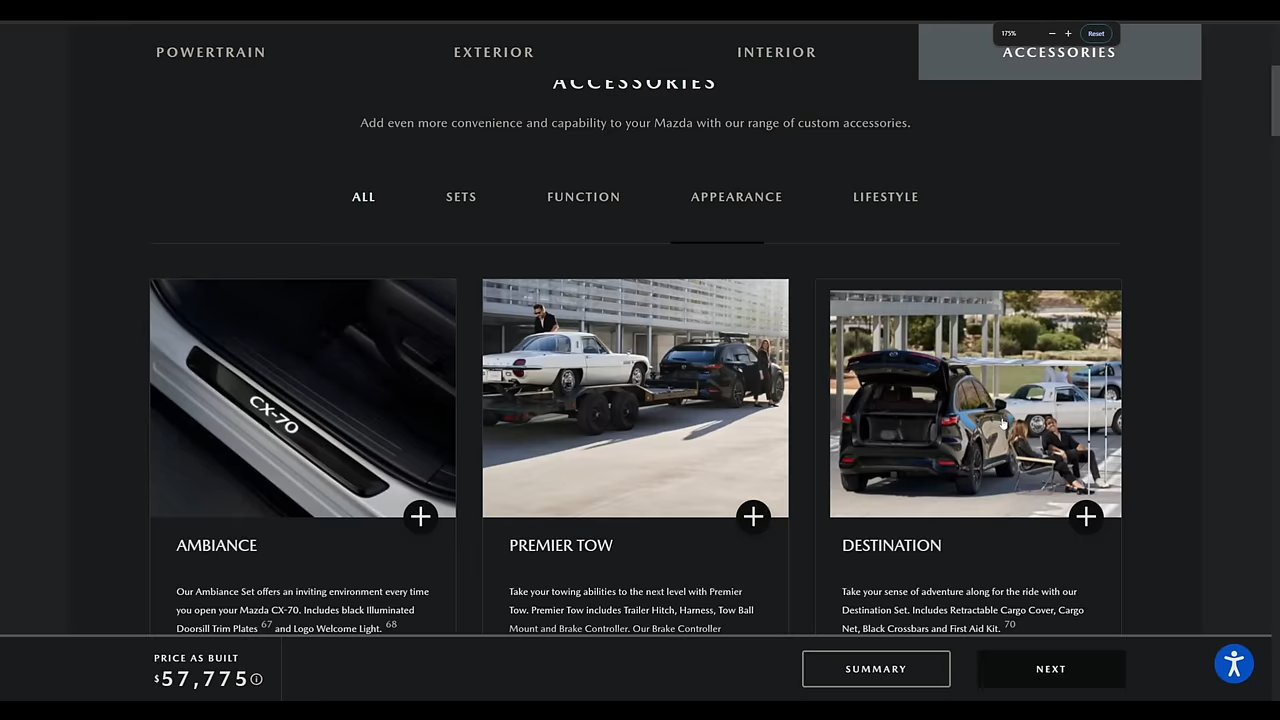 175%
Reset
POWERTRAIN
EXTERIOR
INTERIOR
ACCESSORIES
ACCESSORIES
Add even more convenience and capability to your Mazda with our range of custom accessories.
ALL
SETS
FUNCTION
APPEARANCE
LIFESTYLE
CX-70
AMBIANCE
Our Ambiance Set offers an inviting environment every time
you open your Mazda CX-70. Includes black Illuminated
Doorsill Trim Plates 67 and Logo Welcome Light. 68
PREMIER TOW
Take your towing abilities to the next level with Premier
Tow. Premier Tow includes Trailer Hitch, Harness, Tow Ball
Mount and Brake Controller. Our Brake Controller
DESTINATION
Take your sense of adventure along for the ride with our
Destination Set. Includes Retractable Cargo Cover, Cargo
Net, Black Crossbars and First Aid Kit. 70
PRICE AS BUILT
$57,775
SUMMARY
NEXT